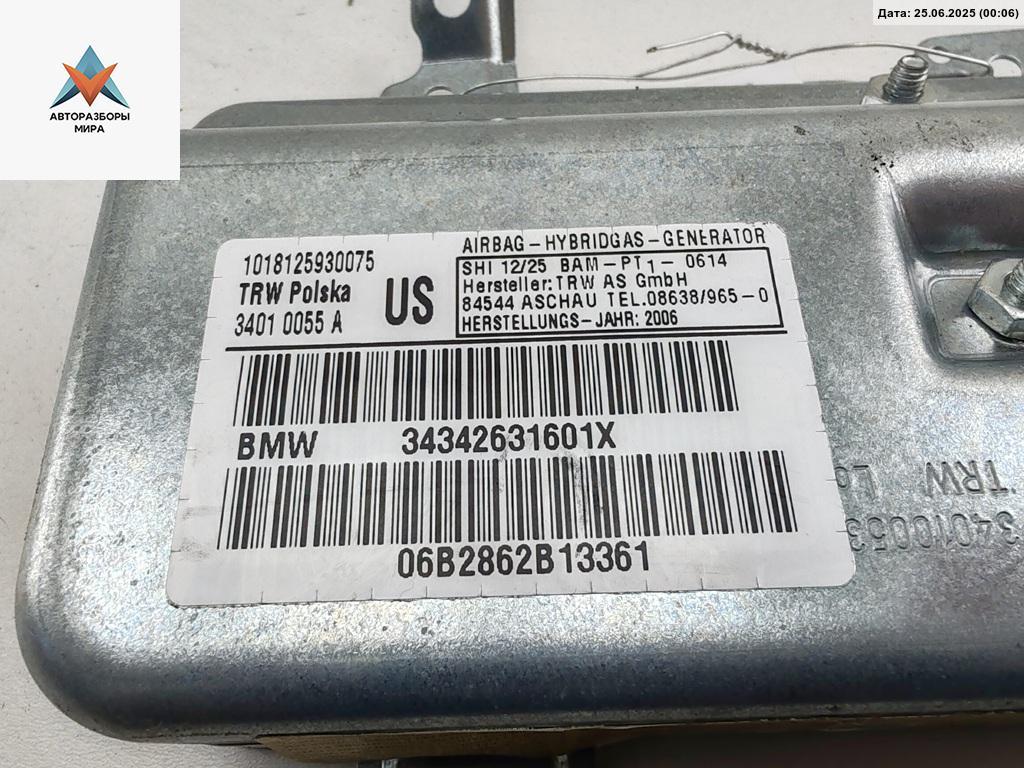 Дата: 25.06.2025 (00:06)
АВТОРАЗБОРЫ
МИРА
1018125930075
TRW Polska
3401 0055 A
US
AIRBAG-HYBRIDGAS-GENERATOR
SHI 12/25 BAM-PT1- 0614
Hersteller:TRW AS GmbH
84544 ASCHAU TEL.08638/965-0
HERSTELLUNGS-JAHR: 2006
BMW 34342631601X
06B2862B13361
TRW